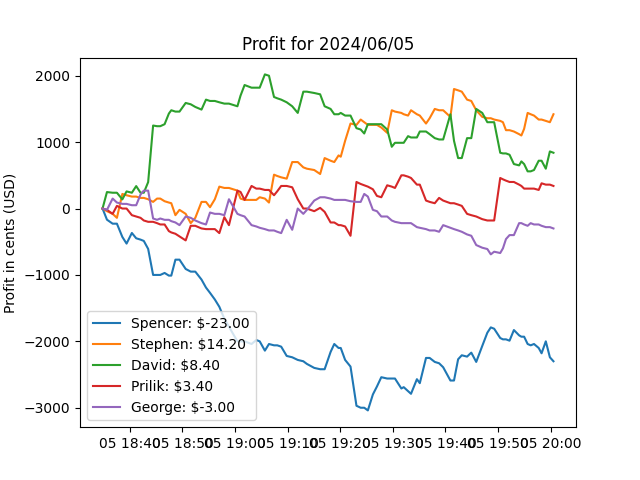 Profit for 2024/06/05
Profit in cents (USD)
2000
1000
0
−1000
−2000
−3000
Spencer: $-23.00
Stephen: $14.20
David: $8.40
Prilik: $3.40
George: $-3.00
05 18:40 05 18:50 05 19:00 05 19:10 05 19:20 05 19:30 05 19:40 05 19:50 05 20:00